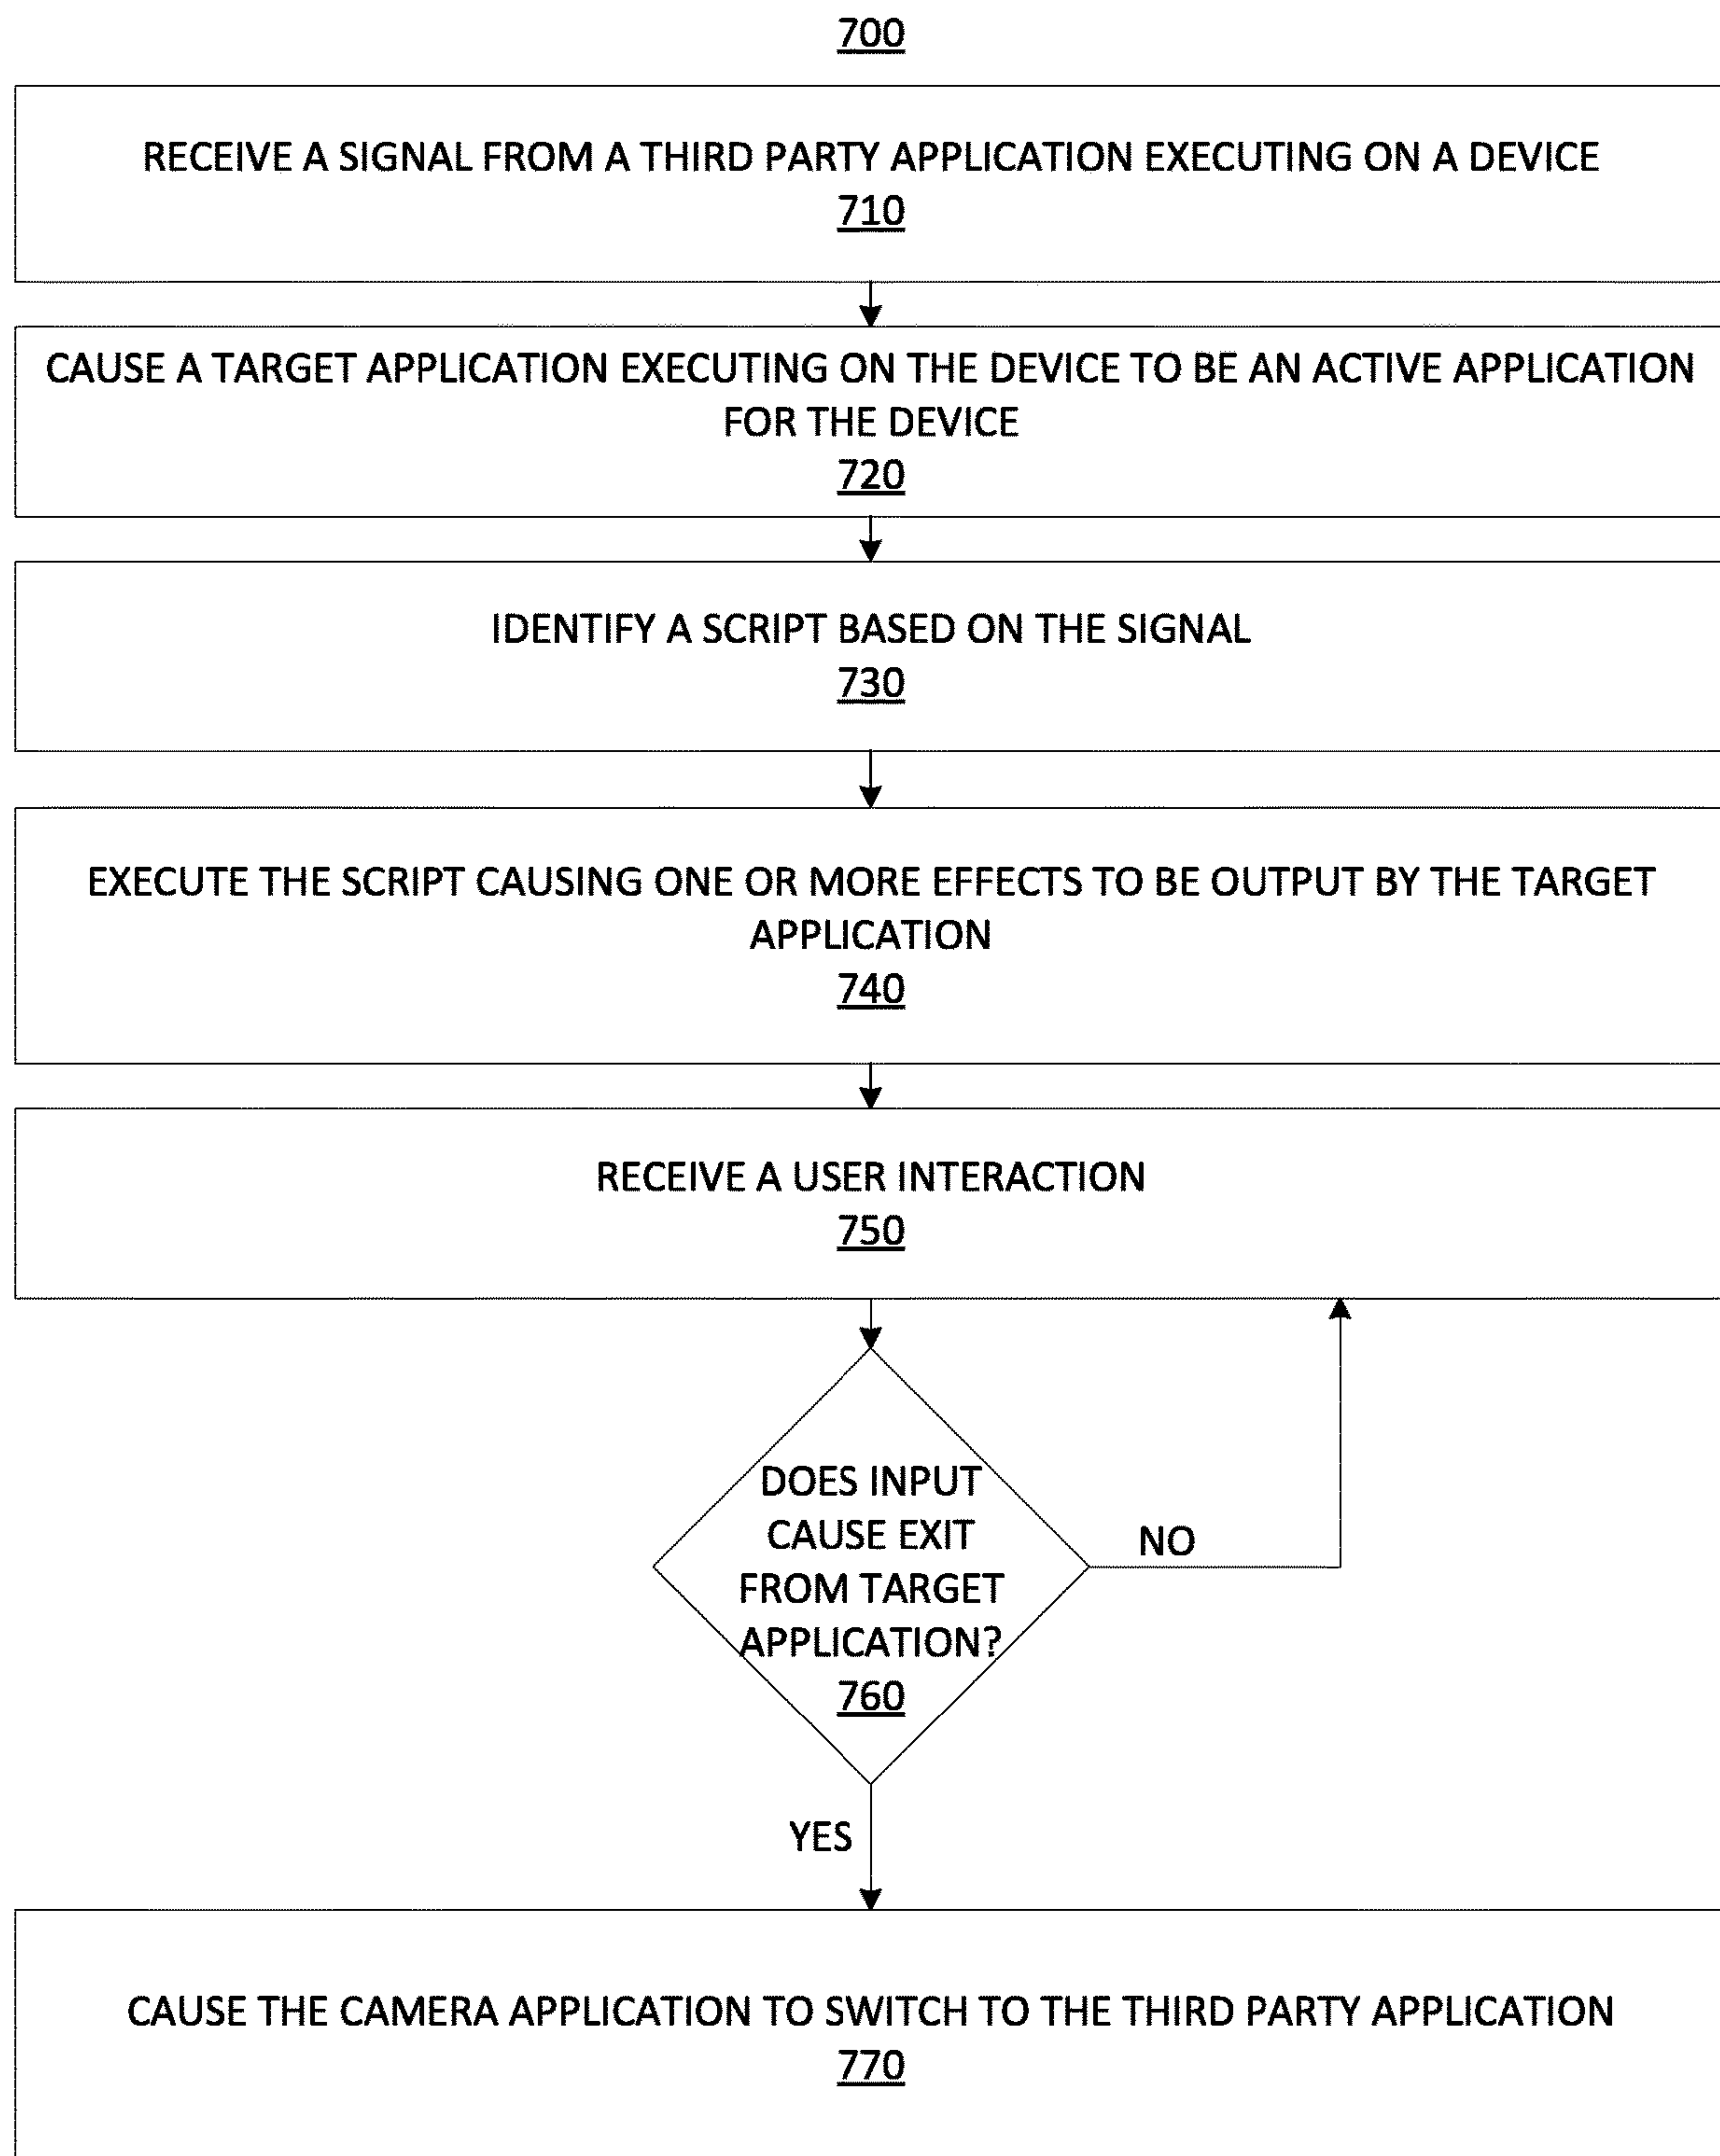 700
RECEIVE A SIGNAL FROM A THIRD PARTY APPLICATION EXECUTING ON A DEVICE
710
CAUSE A TARGET APPLICATION EXECUTING ON THE DEVICE TO BE AN ACTIVE APPLICATION
FOR THE DEVICE
720
IDENTIFY A SCRIPT BASED ON THE SIGNAL
730
EXECUTE THE SCRIPT CAUSING ONE OR MORE EFFECTS TO BE OUTPUT BY THE TARGET
APPLICATION
740
RECEIVE A USER INTERACTION
750
DOES INPUT
CAUSE EXIT
FROM TARGET
APPLICATION?
760
NO
YES
CAUSE THE CAMERA APPLICATION TO SWITCH TO THE THIRD PARTY APPLICATION
770